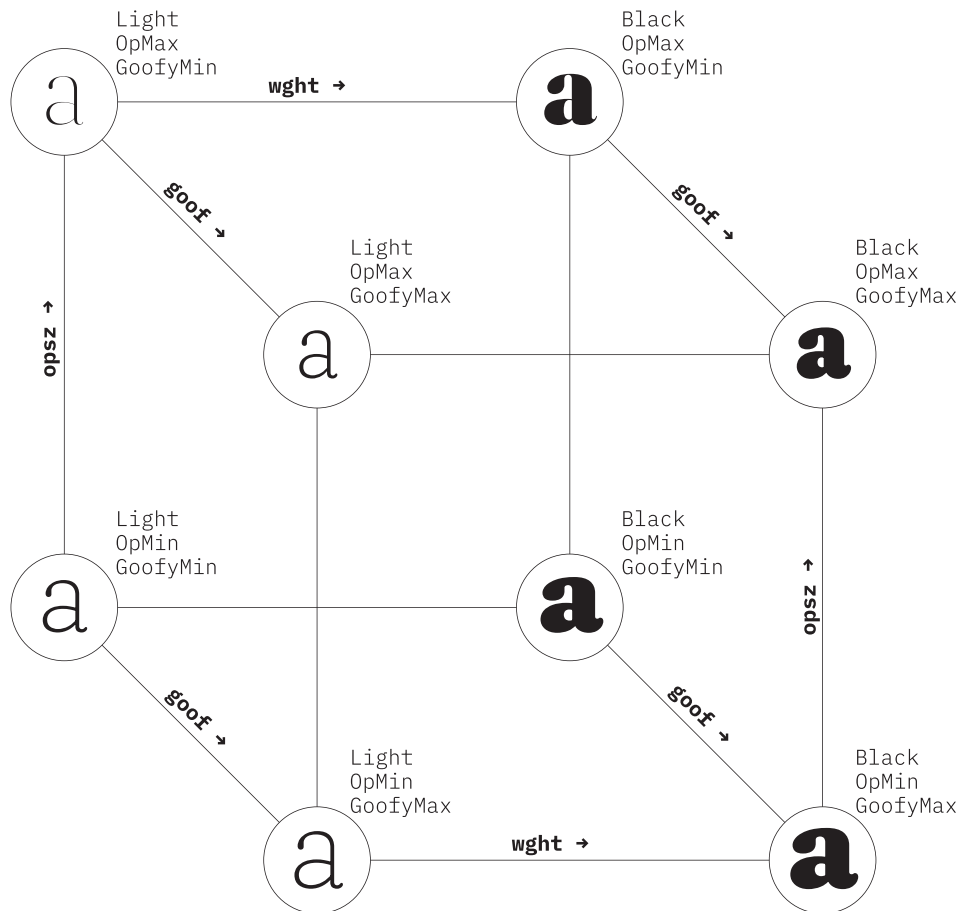 Light
OpMax
GoofyMin
Black
OpMax
GoofyMin
a
wght →
a
goof →
goof →
Light
OpMax
GoofyMax
Black
OpMax
GoofyMax
opsz →
a
a
Light
OpMin
GoofyMin
Black
OpMin
GoofyMin
a
a
opsz →
goof →
goof →
Light
OpMin
GoofyMax
Black
OpMin
GoofyMax
a
wght →
a